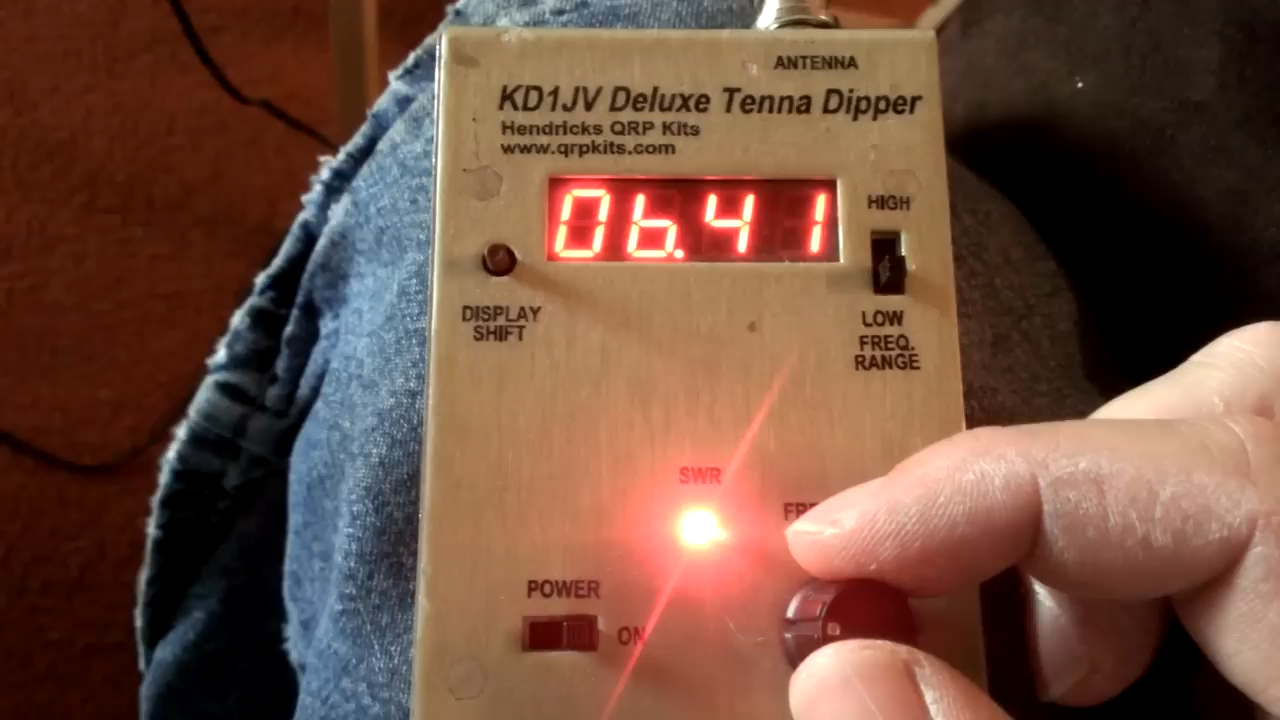 ANTENNA
KD1JV Deluxe Tenna Dipper
Hendricks QRP Kits
www.qrpkits.com
06.41
HIGH
DISPLAY
SHIFT
LOW
FREQ.
RANGE
SWR
POWER
ON